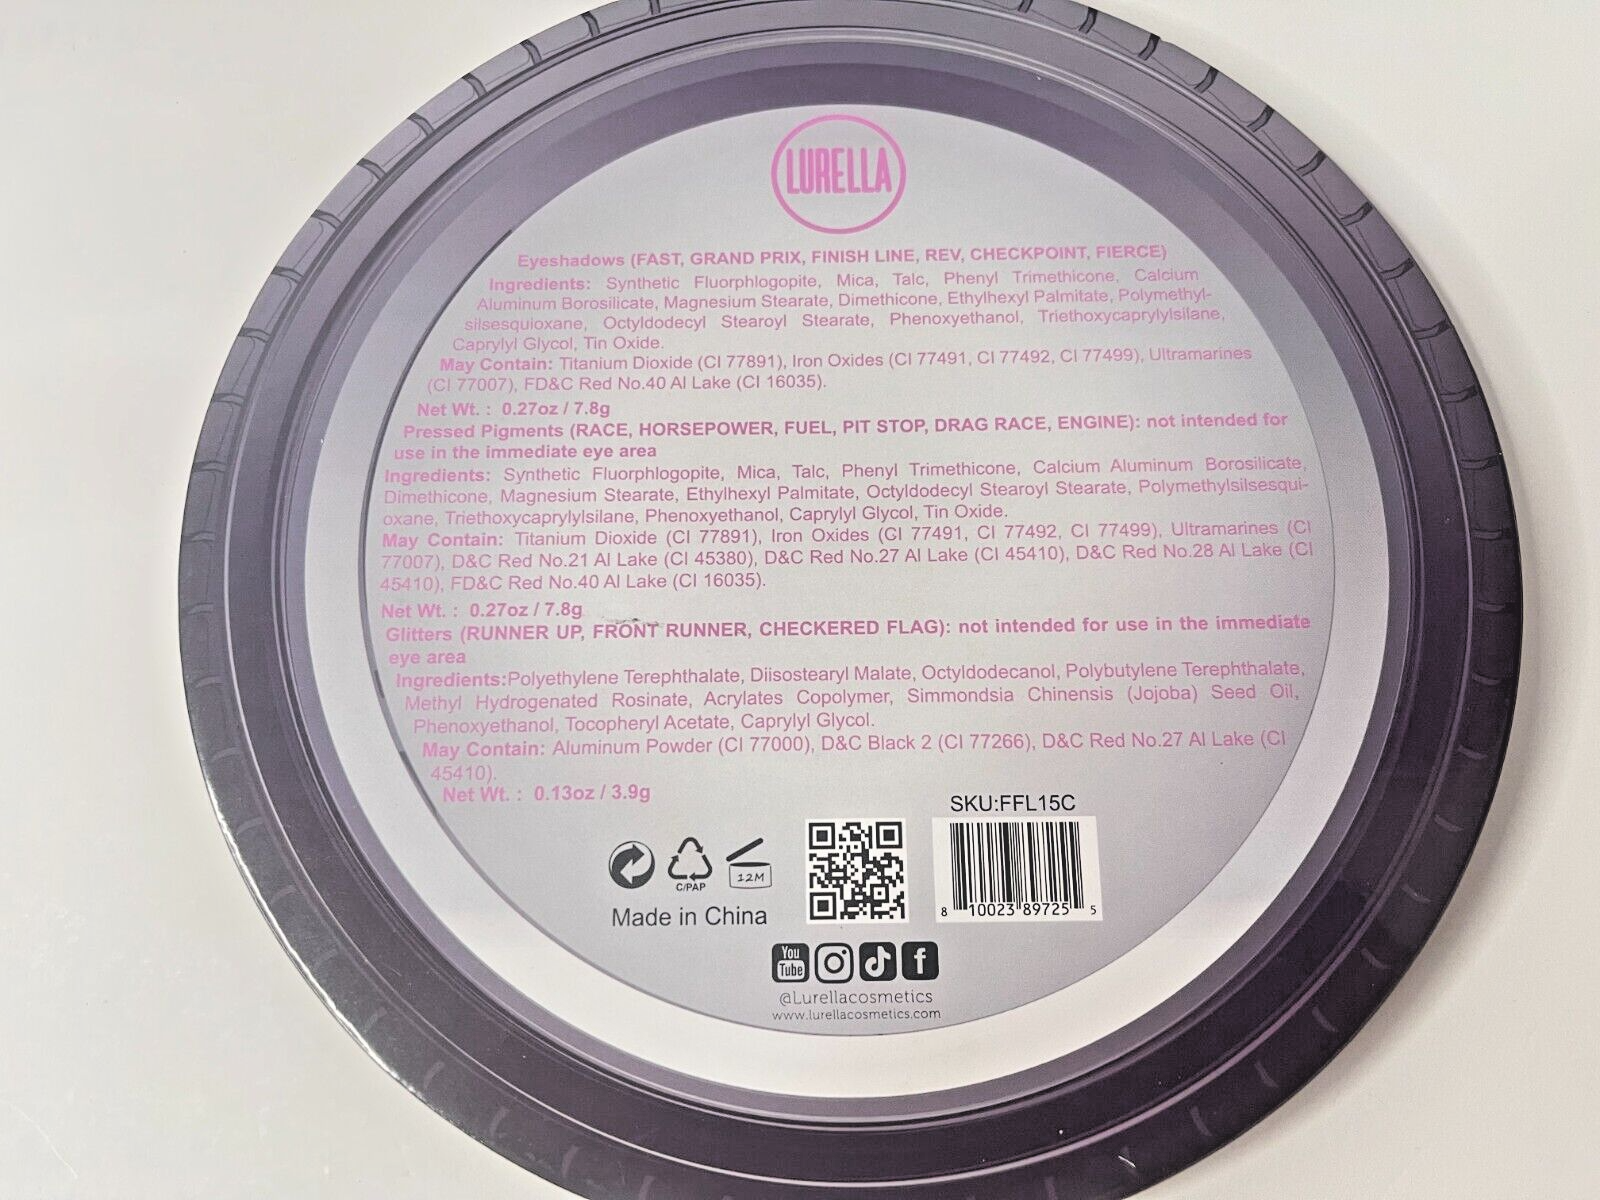 LURELLA
Eyeshadows (FAST, GRAND PRIX, FINISH LINE, REV, CHECKPOINT, FIERCE)
Ingredients: Synthetic Fluorphlogopite, Mica, Talc, Phenyl Trimethicone, Calcium
Aluminum Borosilicate, Magnesium Stearate, Dimethicone, Ethylhexyl Palmitate, Polymethyl-
silsesquioxane, Octyldodecyl Stearoyl Stearate, Phenoxyethanol, Triethoxycaprylylsilane,
Caprylyl Glycol, Tin Oxide.
May Contain: Titanium Dioxide (CI 77891), Iron Oxides (CI 77491, CI 77492, CI 77499), Ultramarines
(CI 77007), FD&C Red No.40 Al Lake (CI 16035).
Net Wt. : 0.27oz / 7.8g
Pressed Pigments (RACE, HORSEPOWER, FUEL, PIT STOP, DRAG RACE, ENGINE): not intended for
use in the immediate eye area
Ingredients: Synthetic Fluorphlogopite, Mica, Talc, Phenyl Trimethicone, Calcium Aluminum Borosilicate,
Dimethicone, Magnesium Stearate, Ethylhexyl Palmitate, Octyldodecyl Stearoyl Stearate, Polymethylsilsesqui-
oxane, Triethoxycaprylylsilane, Phenoxyethanol, Caprylyl Glycol, Tin Oxide.
May Contain: Titanium Dioxide (CI 77891), Iron Oxides (CI 77491, CI 77492, CI 77499), Ultramarines (CI
77007), D&C Red No.21 Al Lake (CI 45380), D&C Red No.27 Al Lake (CI 45410), D&C Red No.28 Al Lake (CI
45410), FD&C Red No.40 Al Lake (CI 16035).
Net Wt. : 0.27oz / 7.8g
Glitters (RUNNER UP, FRONT RUNNER, CHECKERED FLAG): not intended for use in the immediate
eye area
Ingredients:Polyethylene Terephthalate, Diisostearyl Malate, Octyldodecanol, Polybutylene Terephthalate,
Methyl Hydrogenated Rosinate, Acrylates Copolymer, Simmondsia Chinensis (Jojoba) Seed Oil,
Phenoxyethanol, Tocopheryl Acetate, Caprylyl Glycol.
May Contain: Aluminum Powder (CI 77000), D&C Black 2 (CI 77266), D&C Red No.27 Al Lake (CI
45410).
Net Wt. : 0.13oz / 3.9g
SKU:FFL15C
C/PAP
12M
8 10023 89725 5
Made in China
You
Tube
f
@Lurellacosmetics
www.lurellacosmetics.com